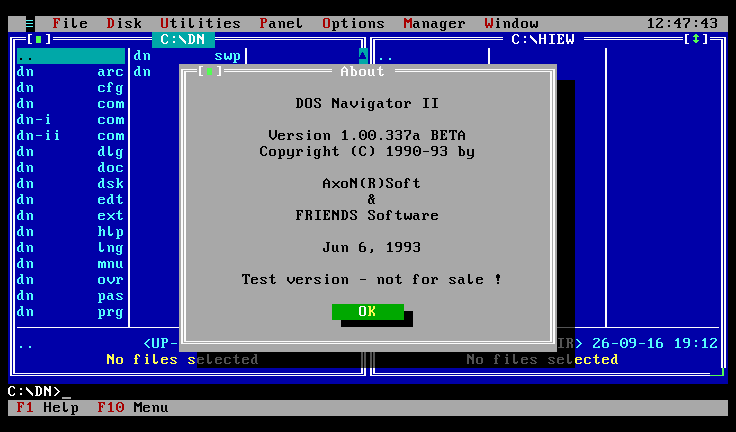 ≡ File Disk Utilities Panel Options Manager Window 12:47:43
[■] C:\DN C:\HIEW [↕]
.. dn swp ..
dn arc dn
dn cfg
dn com
dn-i com
dn-ii com
dn dlg
dn doc
dn dsk
dn edt
dn ext
dn hlp
dn lng
dn mnu
dn ovr
dn pas
dn prg
[■] About
DOS Navigator II
Version 1.00.337a BETA
Copyright (C) 1990-93 by
AxoN(R)Soft
&
FRIENDS Software
Jun 6, 1993
Test version - not for sale !
OK
.. <UP- IR> 26-09-16 19:12
No files selected No files selected
C:\DN>_
F1 Help F10 Menu